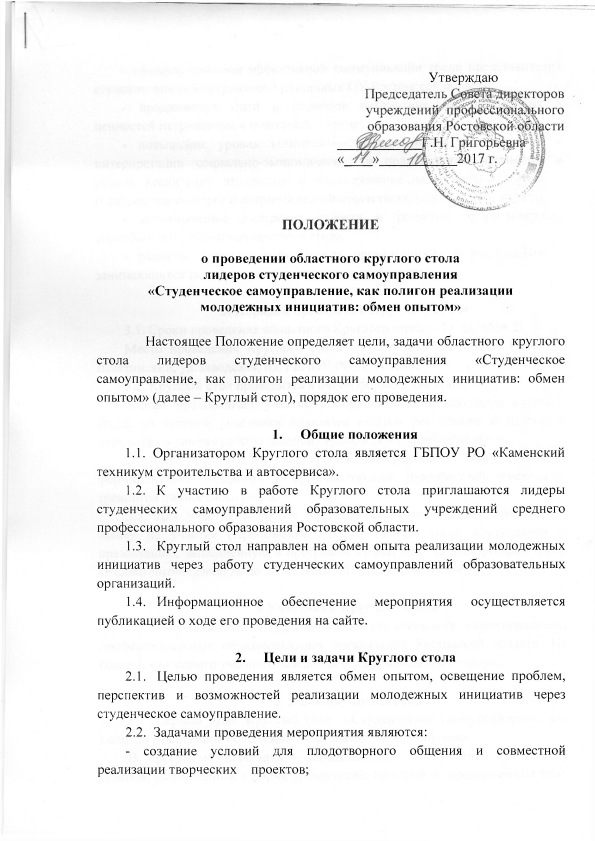 Утверждаю
Председатель Совета директоров
учреждений профессионального
образования Ростовской области
Г.Н. Григорьевна
« 11 » 10 2017 г.
ПОЛОЖЕНИЕ
о проведении областного круглого стола
лидеров студенческого самоуправления
«Студенческое самоуправление, как полигон реализации
молодежных инициатив: обмен опытом»
Настоящее Положение определяет цели, задачи областного круглого
стола лидеров студенческого самоуправления «Студенческое
самоуправление, как полигон реализации молодежных инициатив: обмен
опытом» (далее – Круглый стол), порядок его проведения.
1. Общие положения
1.1. Организатором Круглого стола является ГБПОУ РО «Каменский
техникум строительства и автосервиса».
1.2. К участию в работе Круглого стола приглашаются лидеры
студенческих самоуправлений образовательных учреждений среднего
профессионального образования Ростовской области.
1.3. Круглый стол направлен на обмен опыта реализации молодежных
инициатив через работу студенческих самоуправлений образовательных
организаций.
1.4. Информационное обеспечение мероприятия осуществляется
публикацией о ходе его проведения на сайте.
2. Цели и задачи Круглого стола
2.1. Целью проведения является обмен опытом, освещение проблем,
перспектив и возможностей реализации молодежных инициатив через
студенческое самоуправление.
2.2. Задачами проведения мероприятия являются:
- создание условий для плодотворного общения и совместной
реализации творческих проектов;